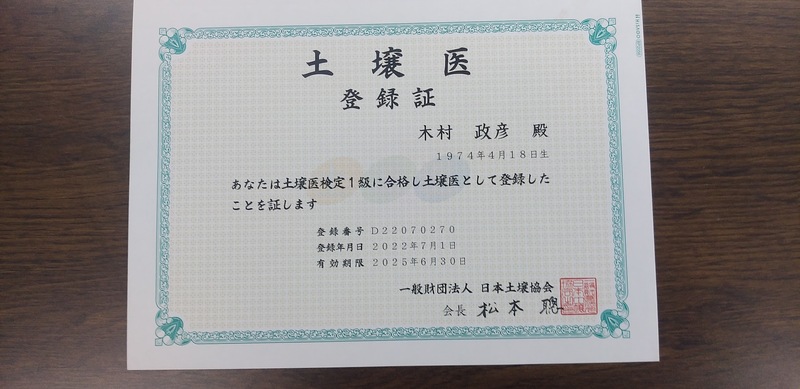 土壌医
登録証
木村 政彦 殿
1974年4月18日生
あなたは土壌医検定1級に合格し土壌医として登録した
ことを証します
登録番号 D22070270
登録年月日 2022年7月1日
有効期限 2025年6月30日
一般財団法人 日本土壌協会
会長 松本 聰